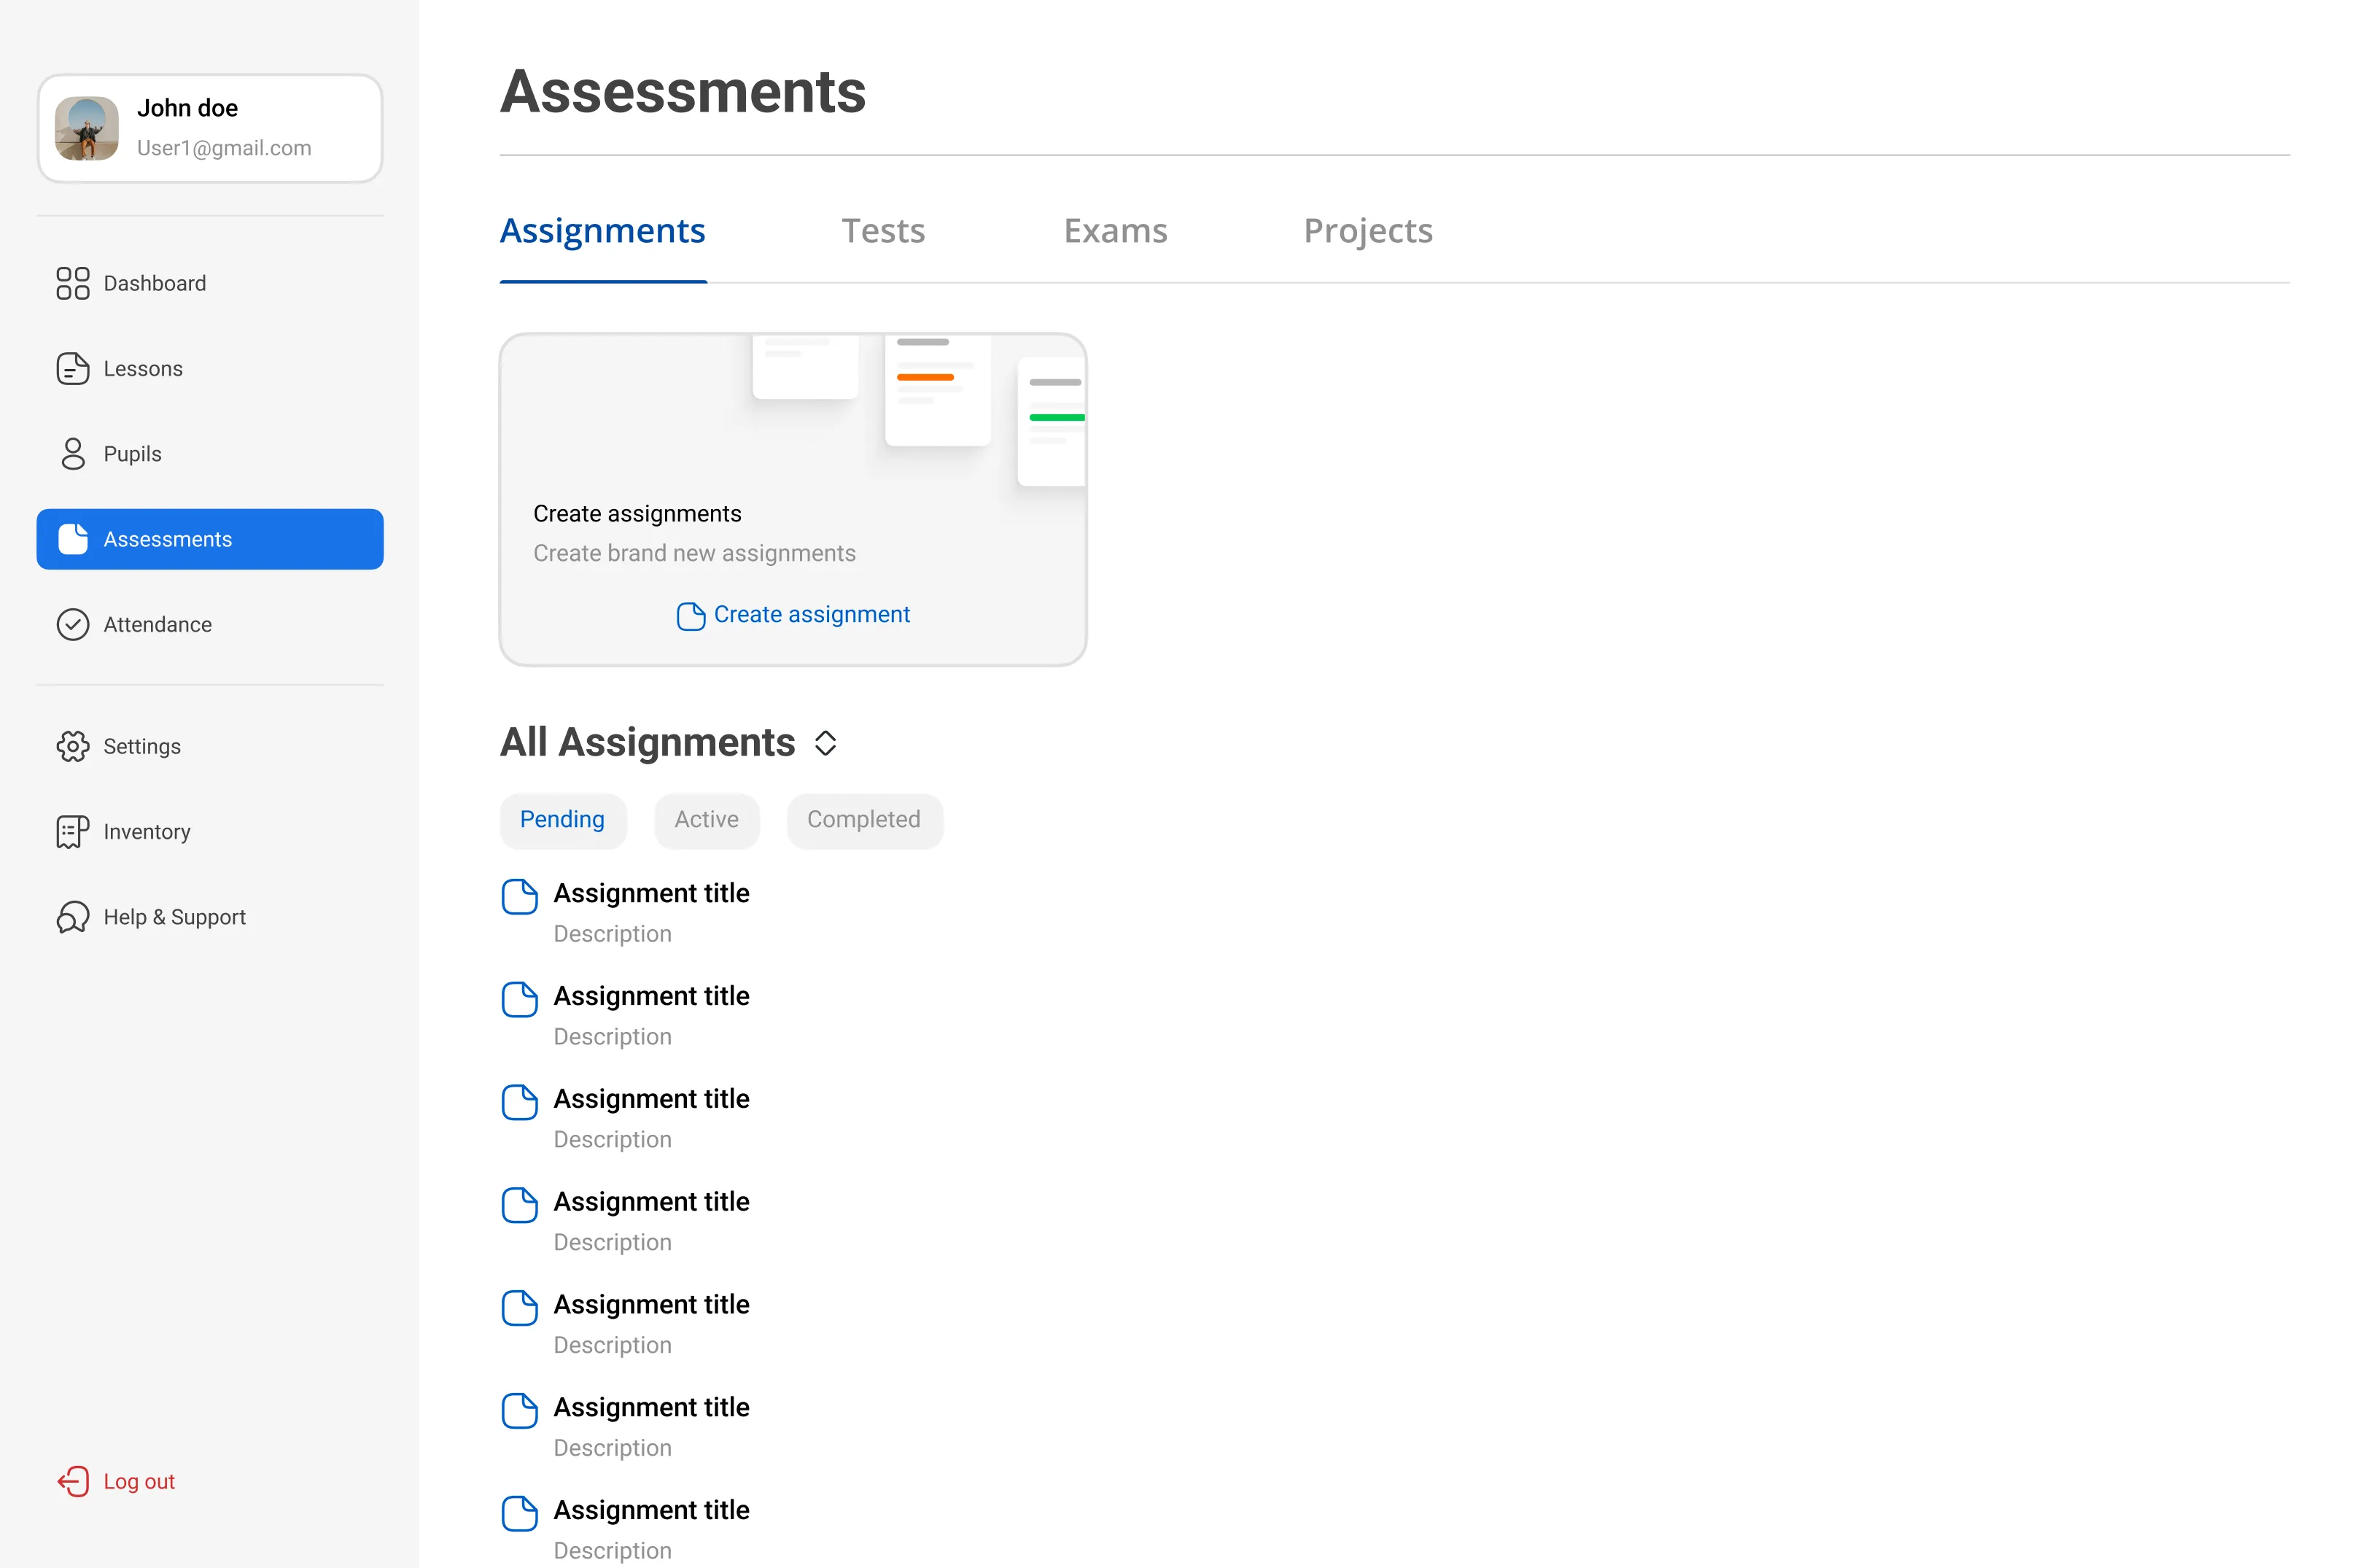 John doe
User1@gmail.com
Dashboard
Lessons
Pupils
Assessments
Attendance
Settings
Inventory
Help & Support
Log out
Assessments
Assignments Tests Exams Projects
Create assignments
Create brand new assignments
Create assignment
All Assignments
Pending Active Completed
Assignment title
Description
Assignment title
Description
Assignment title
Description
Assignment title
Description
Assignment title
Description
Assignment title
Description
Assignment title
Description